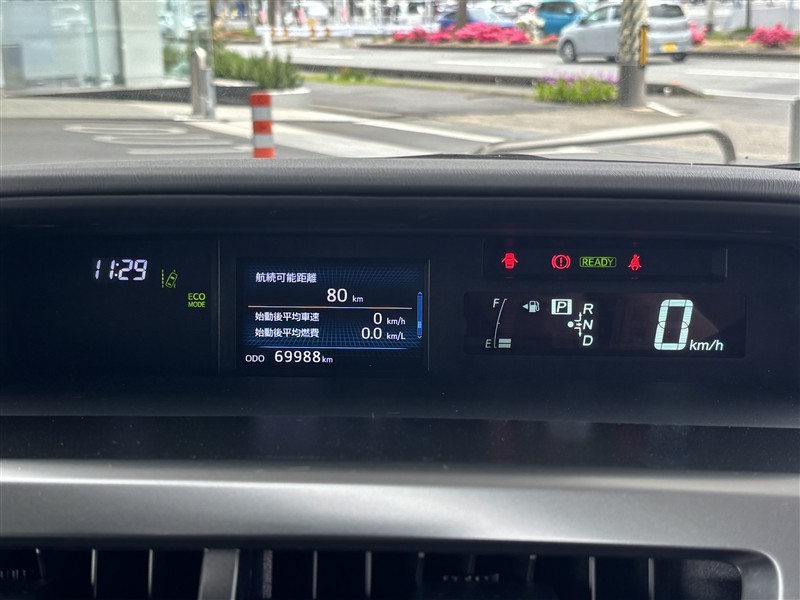 11:29
ECO
MODE
航続可能距離
80 km
始動後平均車速 0 km/h
始動後平均燃費 0.0 km/L
ODO 69988 km
READY
F
E
P
R
N
D
0 km/h